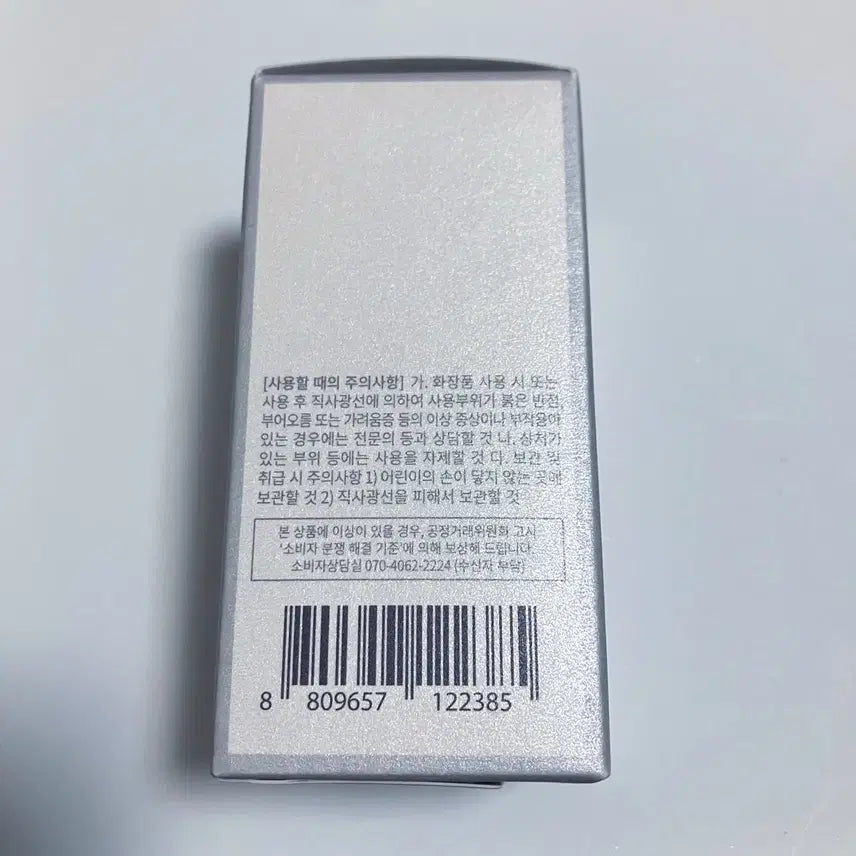 [사용할 때의 주의사항] 가. 화장품 사용 시 또는
사용 후 직사광선에 의하여 사용부위가 붉은 반점,
부어오름 또는 가려움증 등의 이상 증상이나 부작용이
있는 경우에는 전문의 등과 상담할 것 나. 상처가
있는 부위 등에는 사용을 자제할 것 다. 보관 및
취급 시 주의사항 1) 어린이의 손이 닿지 않는 곳에
보관할 것 2) 직사광선을 피해서 보관할 것
본 상품에 이상이 있을 경우, 공정거래위원회 고시
'소비자 분쟁 해결 기준'에 의해 보상해 드립니다.
소비자상담실 070-4062-2224 (수신자 부담)
8 809657 122385